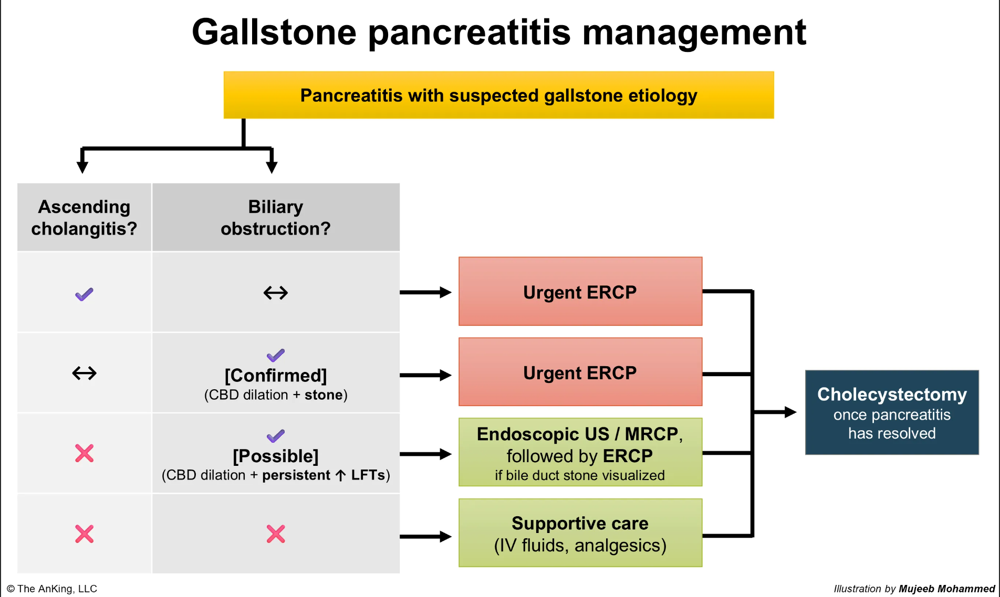 Gallstone pancreatitis management
Pancreatitis with suspected gallstone etiology
Ascending
cholangitis?
Biliary
obstruction?
Urgent ERCP
[Confirmed]
(CBD dilation + stone)
Urgent ERCP
[Possible]
(CBD dilation + persistent ↑ LFTs)
Endoscopic US / MRCP,
followed by ERCP
if bile duct stone visualized
Supportive care
(IV fluids, analgesics)
Cholecystectomy
once pancreatitis
has resolved
© The AnKing, LLC
Illustration by Mujeeb Mohammed